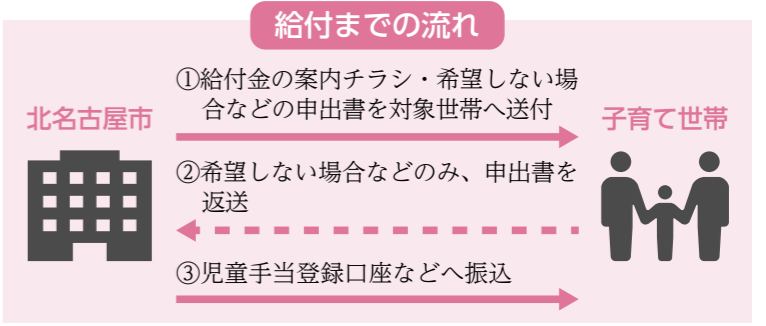 給付までの流れ
北名古屋市
①給付金の案内チラシ・希望しない場
合などの申出書を対象世帯へ送付
子育て世帯
②希望しない場合などのみ、申出書を
返送
③児童手当登録口座などへ振込